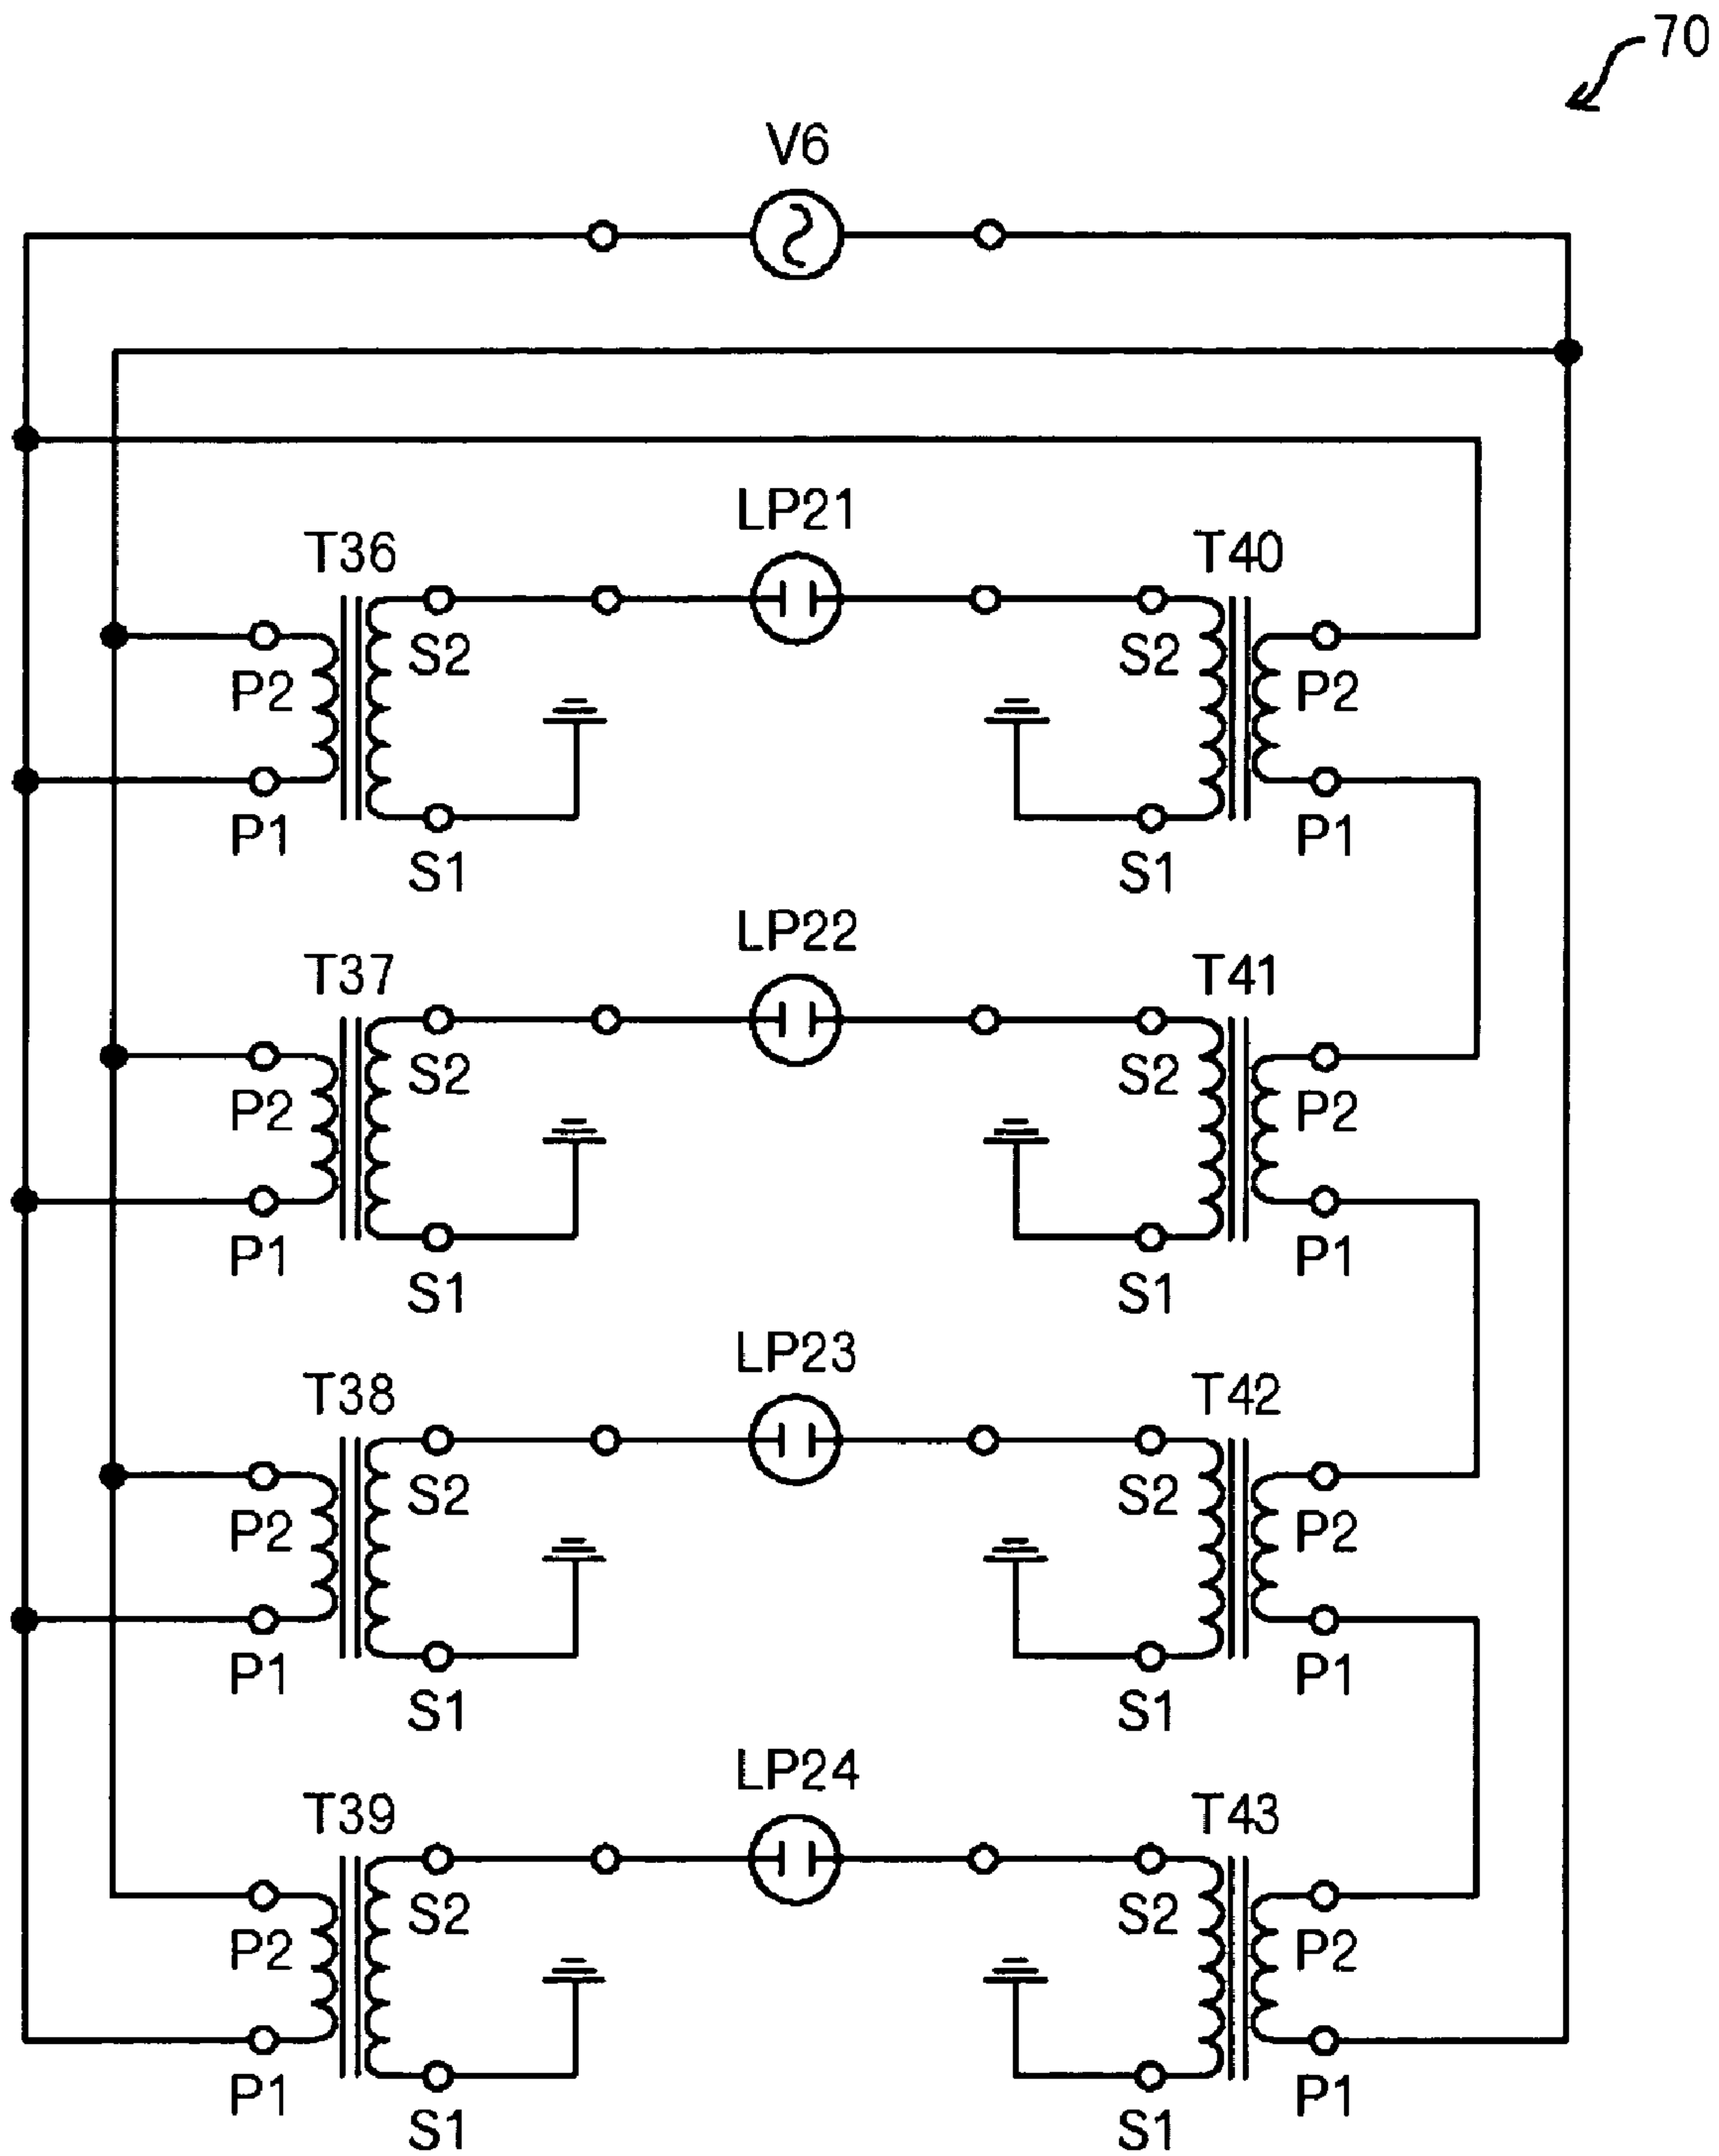 70
V6
LP21
T36 T40
S2 S2
P2 P2
P1 P1
S1 S1
LP22
T37 T41
S2 S2
P2 P2
P1 P1
S1 S1
LP23
T38 T42
S2 S2
P2 P2
P1 P1
S1 S1
LP24
T39 T43
S2 S2
P2 P2
P1 P1
S1 S1